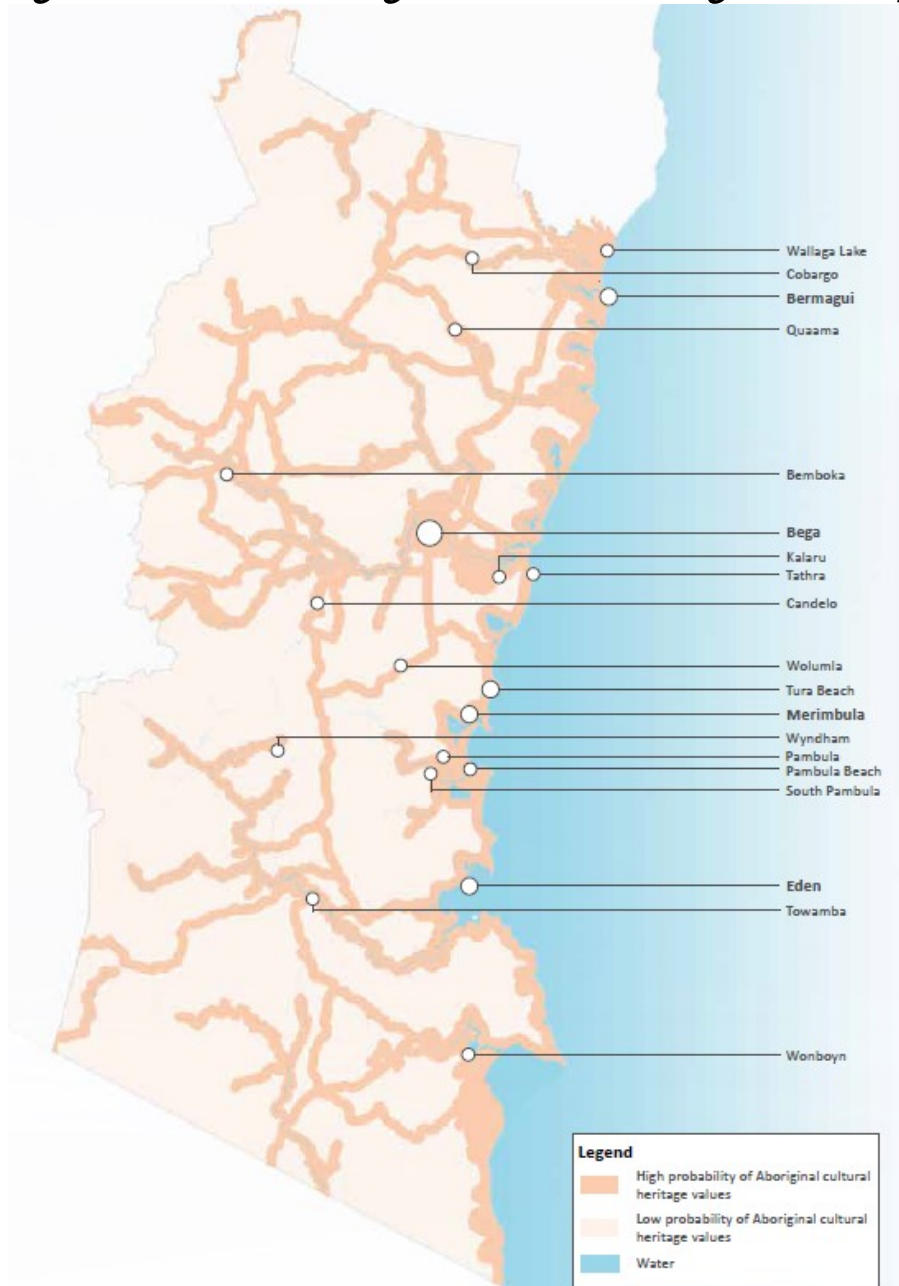 Wallaga Lake
Cobargo
Bermagui
Quaama
Bemboka
Bega
Kalaru
Tathra
Candelo
Wolumla
Tura Beach
Merimbula
Wyndham
Pambula
Pambula Beach
South Pambula
Eden
Towamba
Wonboyn
Legend
High probability of Aboriginal cultural
heritage values
Low probability of Aboriginal cultural
heritage values
Water